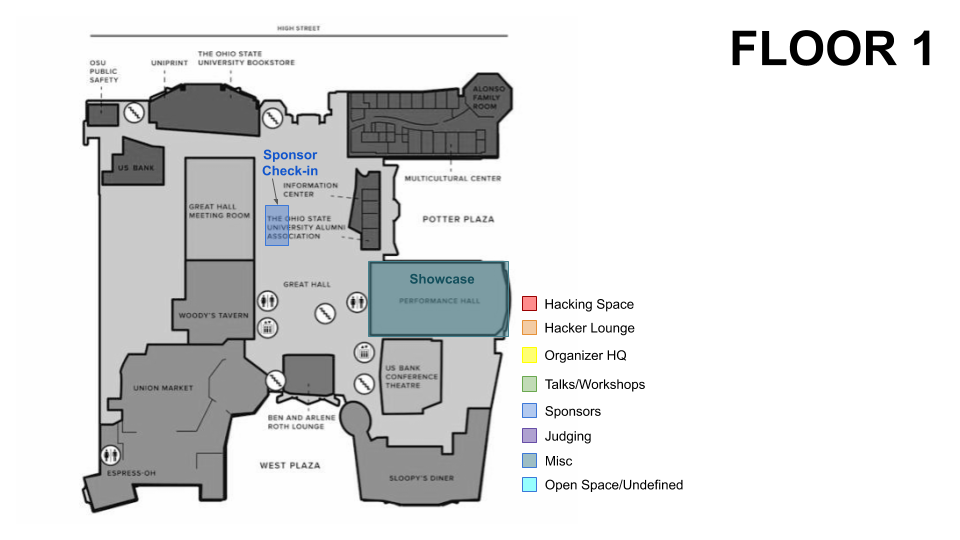 HIGH STREET
FLOOR 1
OSU
PUBLIC
SAFETY
UNIPRINT
THE OHIO STATE
UNIVERSITY BOOKSTORE
ALONSO
FAMILY
ROOM
US BANK
Sponsor
Check-in
MULTICULTURAL CENTER
INFORMATION
CENTER
GREAT HALL
MEETING ROOM
THE OHIO STATE
UNIVERSITY ALUMNI
ASSOCIATION
POTTER PLAZA
GREAT HALL
Showcase
PERFORMANCE HALL
WOODY'S TAVERN
US BANK
CONFERENCE
THEATRE
UNION MARKET
BEN AND ARLENE
ROTH LOUNGE
WEST PLAZA
ESPRESS-OH
SLOOPY'S DINER
Hacking Space
Hacker Lounge
Organizer HQ
Talks/Workshops
Sponsors
Judging
Misc
Open Space/Undefined